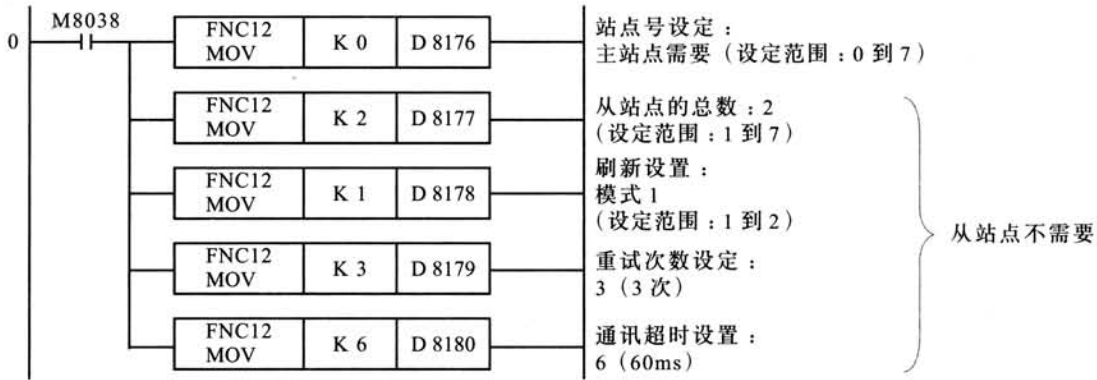 M8038
0
FNC12
MOV
K 0
D 8176
站点号设定：
主站点需要（设定范围：0 到 7）
FNC12
MOV
K 2
D 8177
从站点的总数：2
（设定范围：1 到 7）
FNC12
MOV
K 1
D 8178
刷新设置：
模式 1
（设定范围：1 到 2）
从站点不需要
FNC12
MOV
K 3
D 8179
重试次数设定：
3（3 次）
FNC12
MOV
K 6
D 8180
通讯超时设置：
6（60ms）